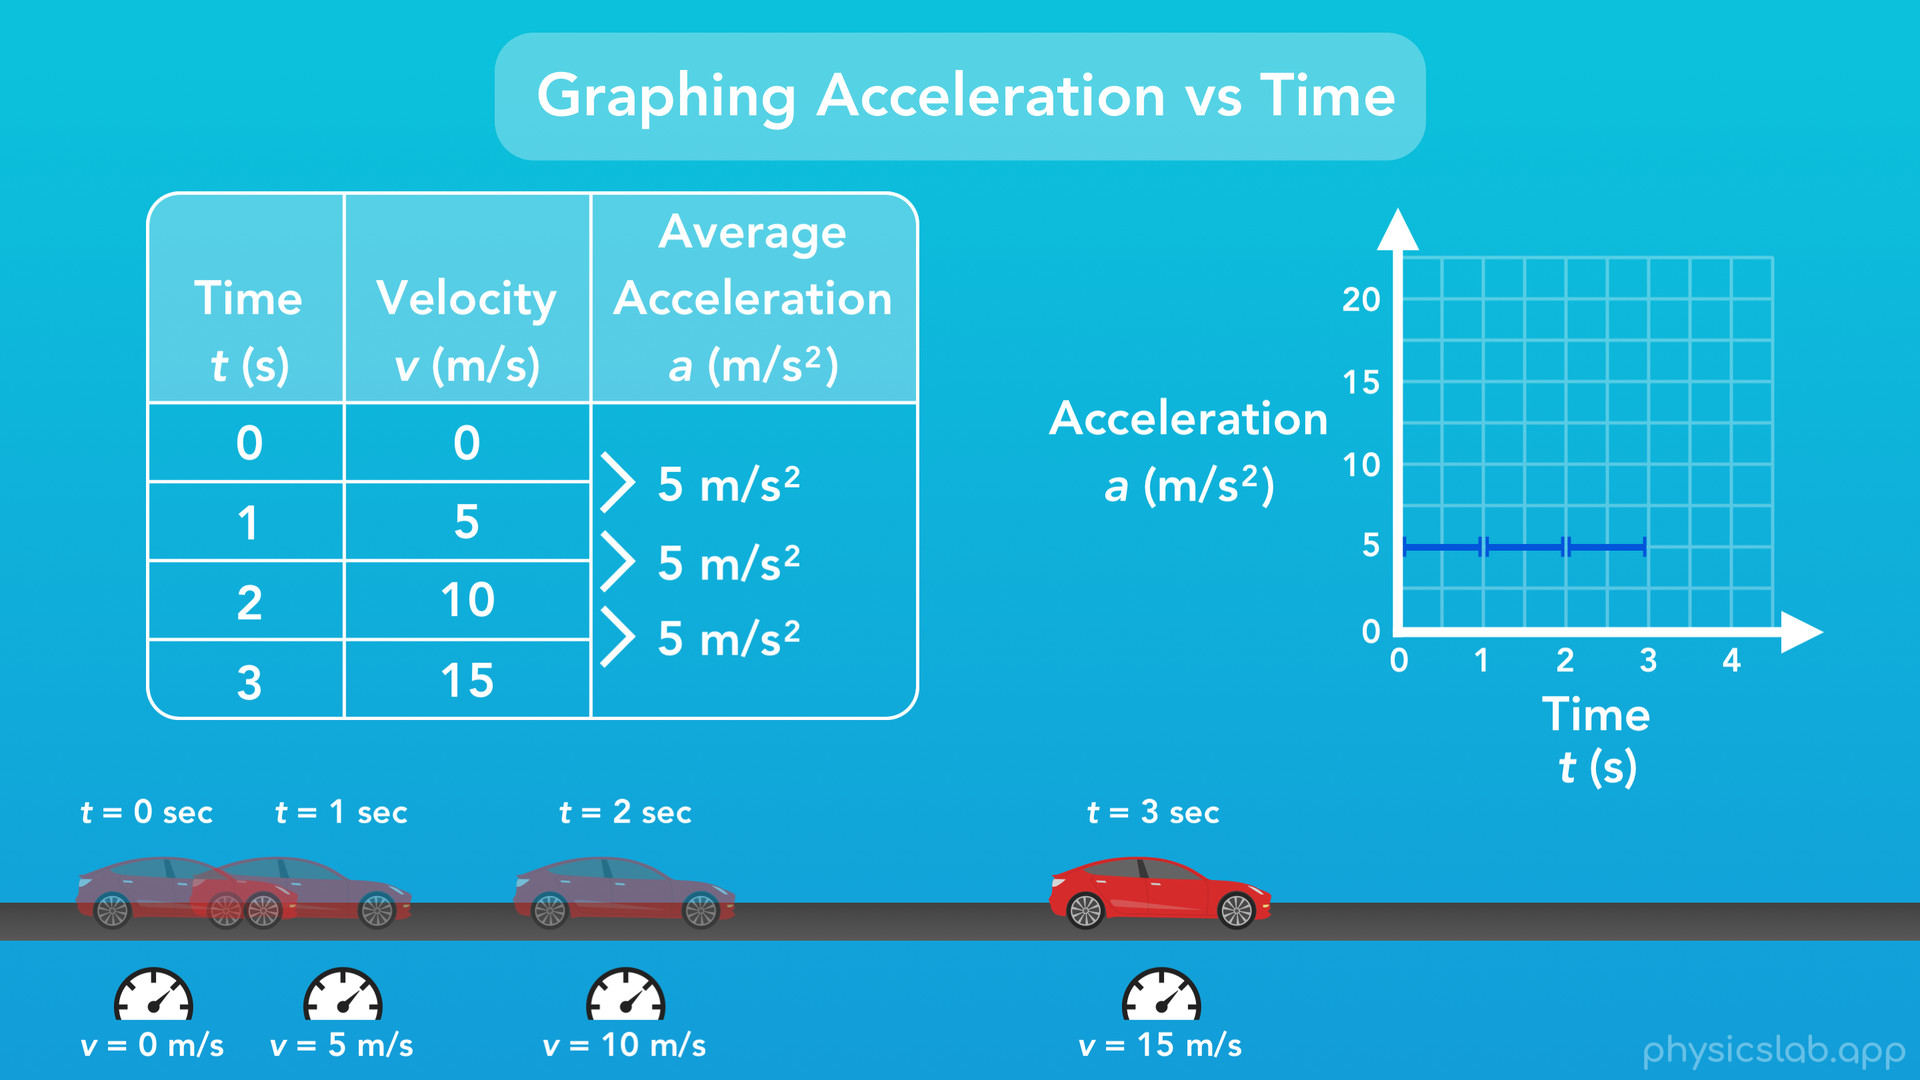 Graphing Acceleration vs Time
Time
t (s)
Velocity
v (m/s)
Average
Acceleration
a (m/s²)
0
0
1
5
2
10
3
15
5 m/s²
5 m/s²
5 m/s²
Acceleration
a (m/s²)
20
15
10
5
0
0 1 2 3 4
Time
t (s)
t = 0 sec
t = 1 sec
t = 2 sec
t = 3 sec
v = 0 m/s
v = 5 m/s
v = 10 m/s
v = 15 m/s
physicslab.app